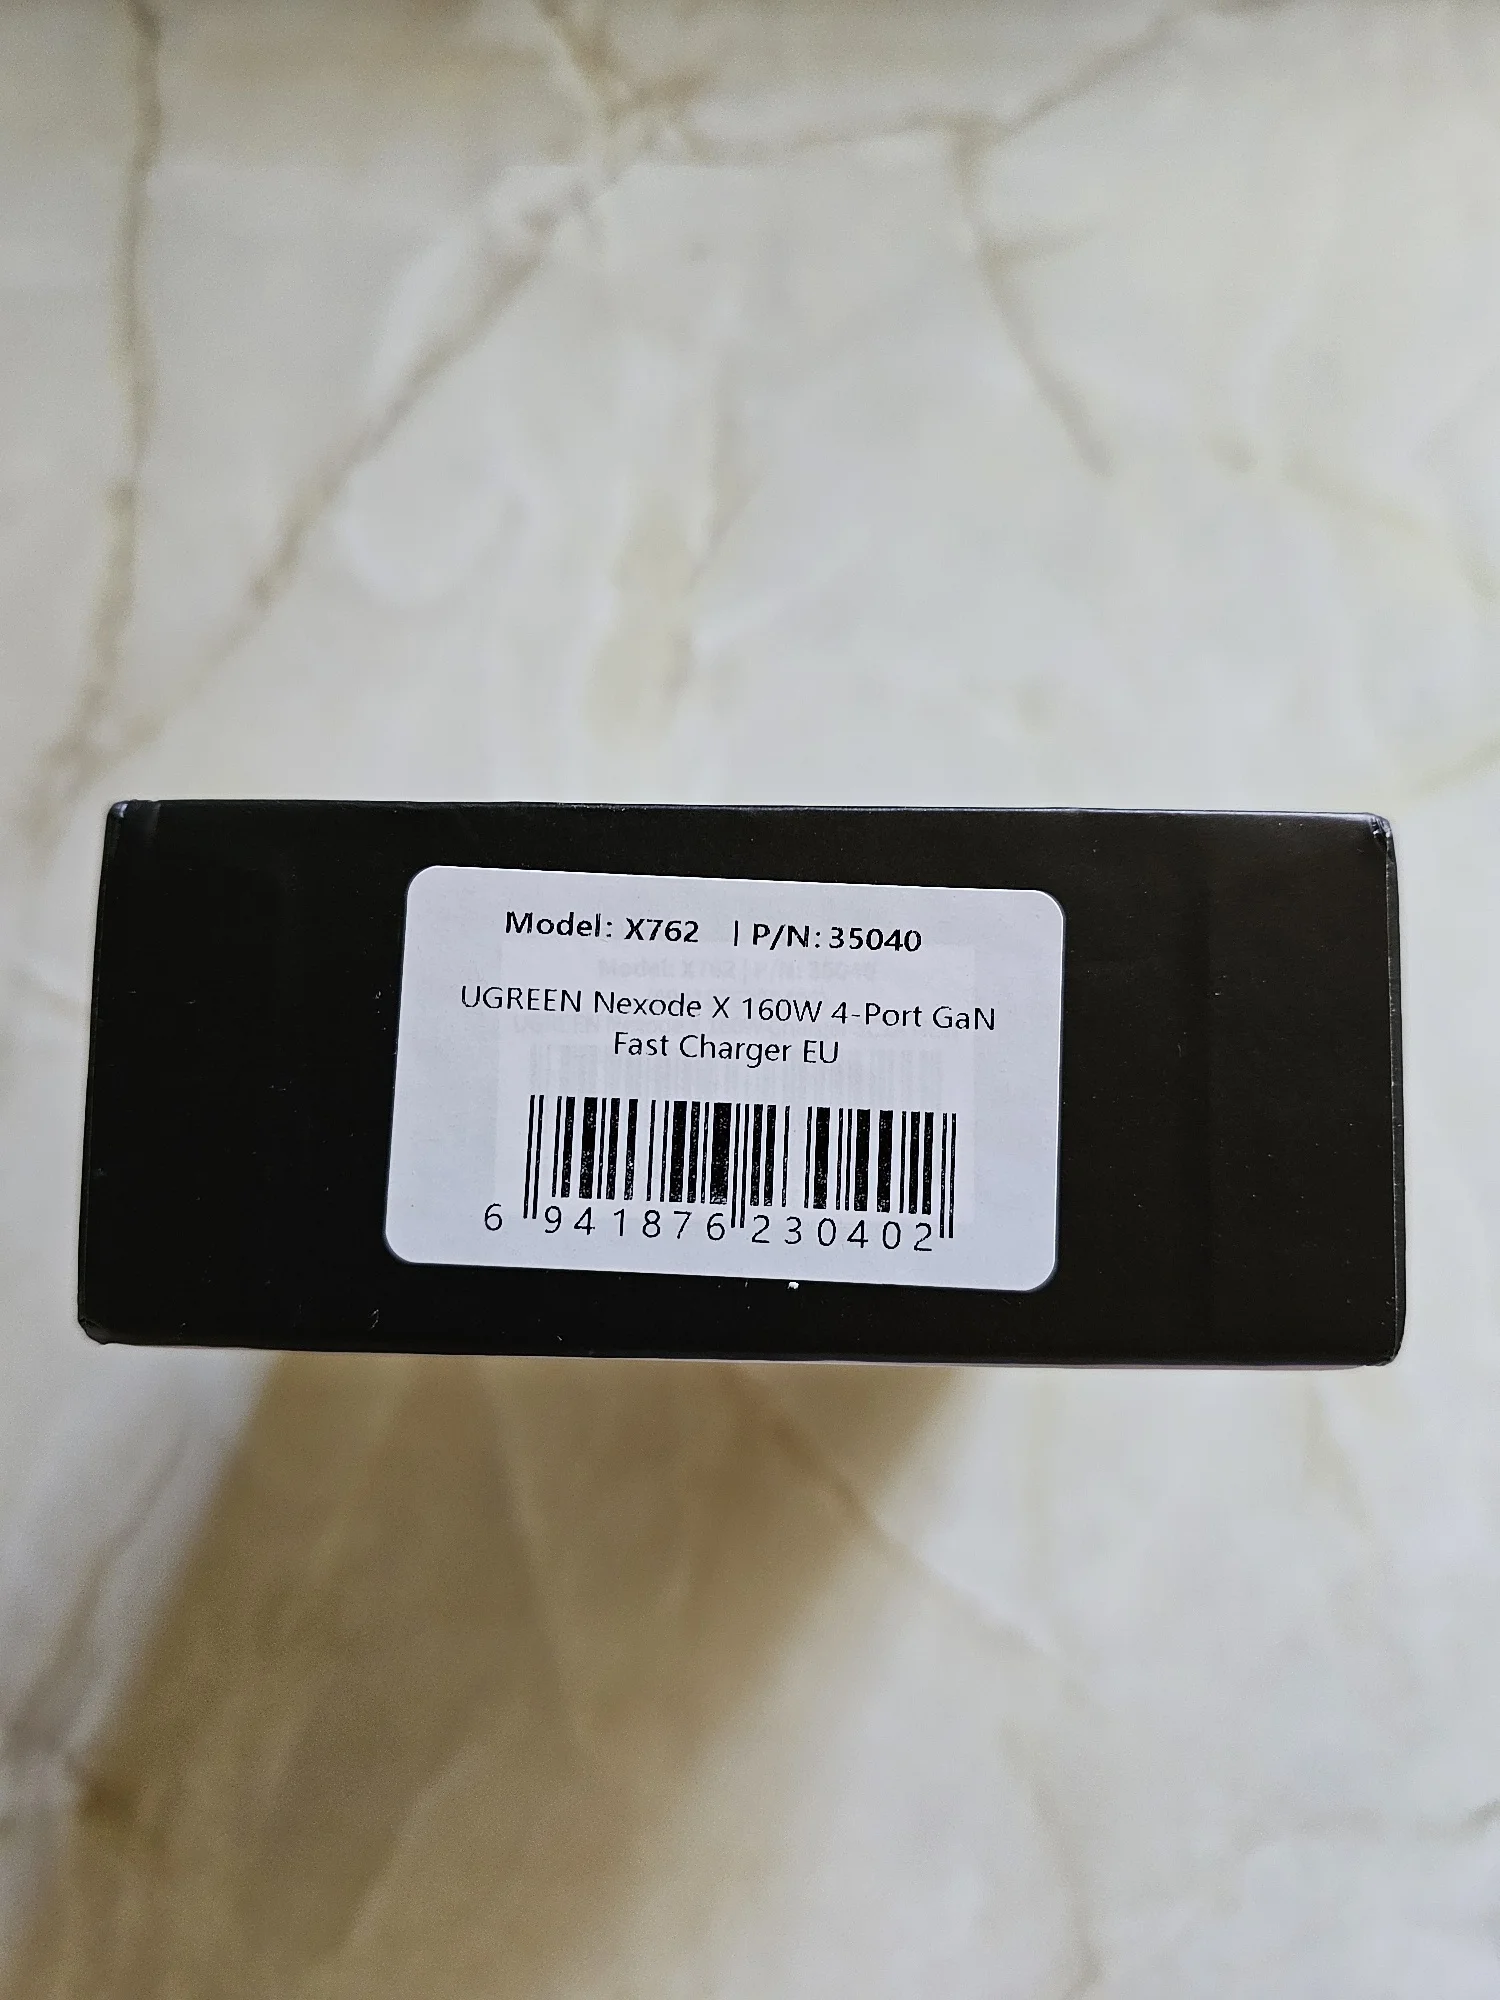 Model: X762 | P/N: 35040
UGREEN Nexode X 160W 4-Port GaN
Fast Charger EU
6 941876 230402